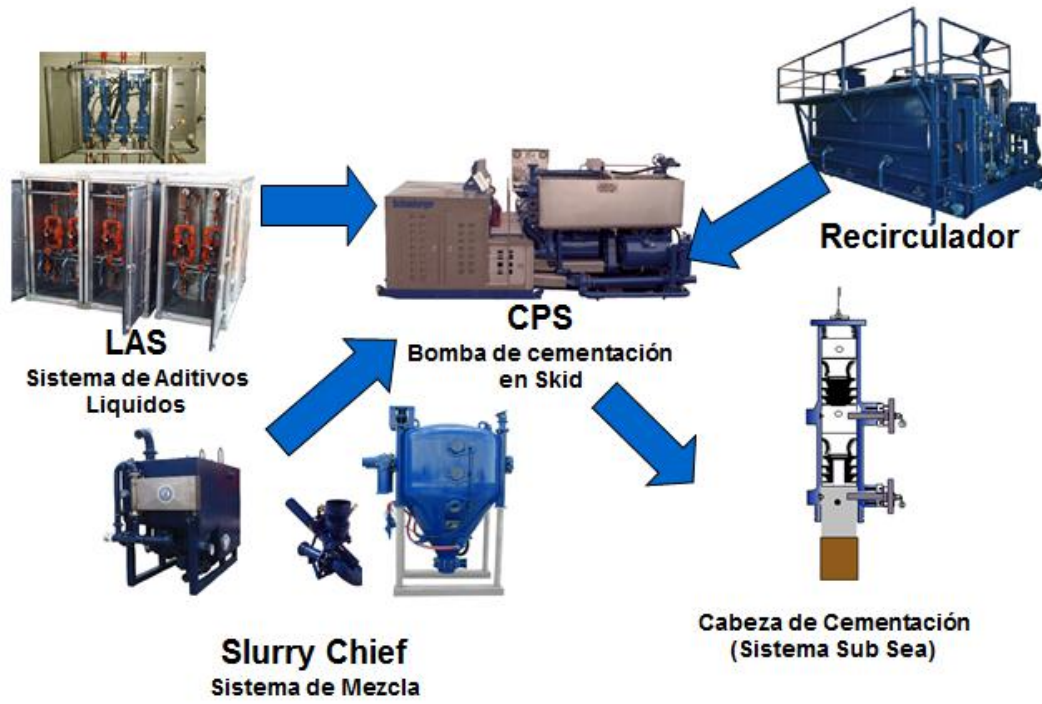 Schlumberger
Recirculador
CPS
Bomba de cementación
en Skid
LAS
Sistema de Aditivos
Liquidos
Slurry Chief
Sistema de Mezcla
Cabeza de Cementación
(Sistema Sub Sea)